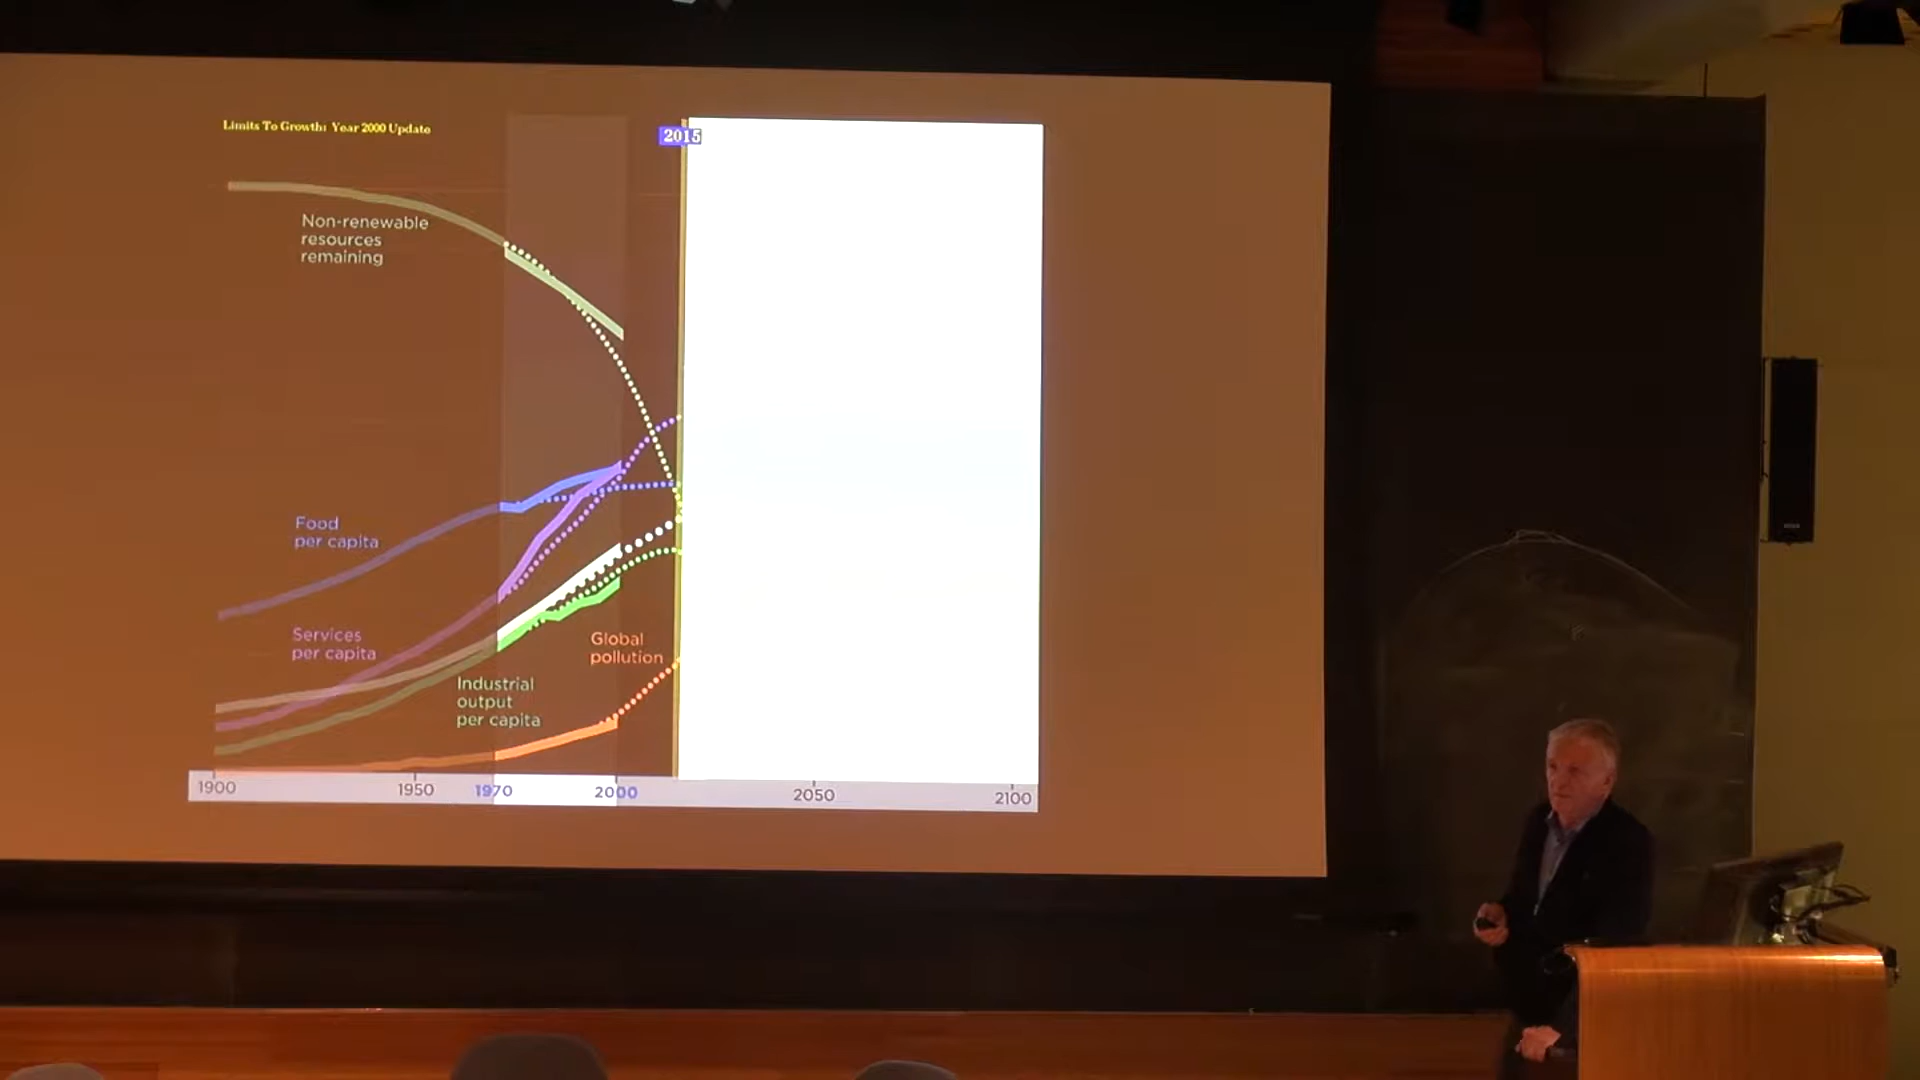 Limits To Growth: Year 2000 Update
2015
Non-renewable
resources
remaining
Food
per capita
Services
per capita
Global
pollution
Industrial
output
per capita
1900 1950 1970 2000 2050 2100